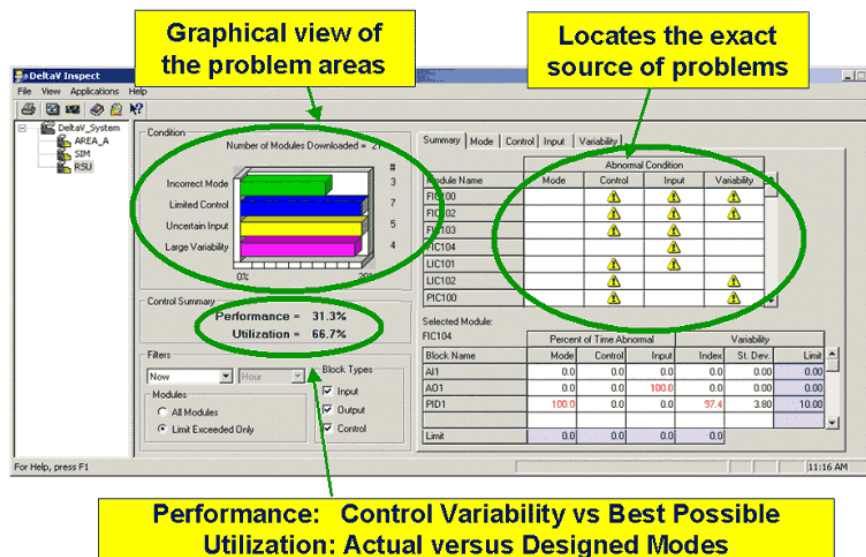 Graphical view of
the problem areas
Locates the exact
source of problems
DeltaV Inspect
File View Applications Help
DeltaV_System
AREA_A
SIM
RSU
Condition
Number of Modules Downloaded = 21
#
Incorrect Mode 3
Limited Control 7
Uncertain Input 5
Large Variability 4
0% 20%
Control Summary
Performance = 31.3%
Utilization = 66.7%
Filters
Now Hour
Modules
All Modules
Limit Exceeded Only
Block Types
Input
Output
Control
Summary Mode Control Input Variability
Abnormal Condition
Module Name Mode Control Input Variability
FIC100
FIC102
FIC103
FIC104
LIC101
LIC102
PIC100
Selected Module:
FIC104
Percent of Time Abnormal Variability
Block Name Mode Control Input Index St. Dev. Limit
AI1 0.0 0.0 0.0 0.0 0.00 0.00
AO1 0.0 0.0 100.0 0.0 0.00 0.00
PID1 100.0 0.0 0.0 97.4 3.80 10.00
Limit 0.0 0.0 0.0 0.0
For Help, press F1
11:16 AM
Performance: Control Variability vs Best Possible
Utilization: Actual versus Designed Modes